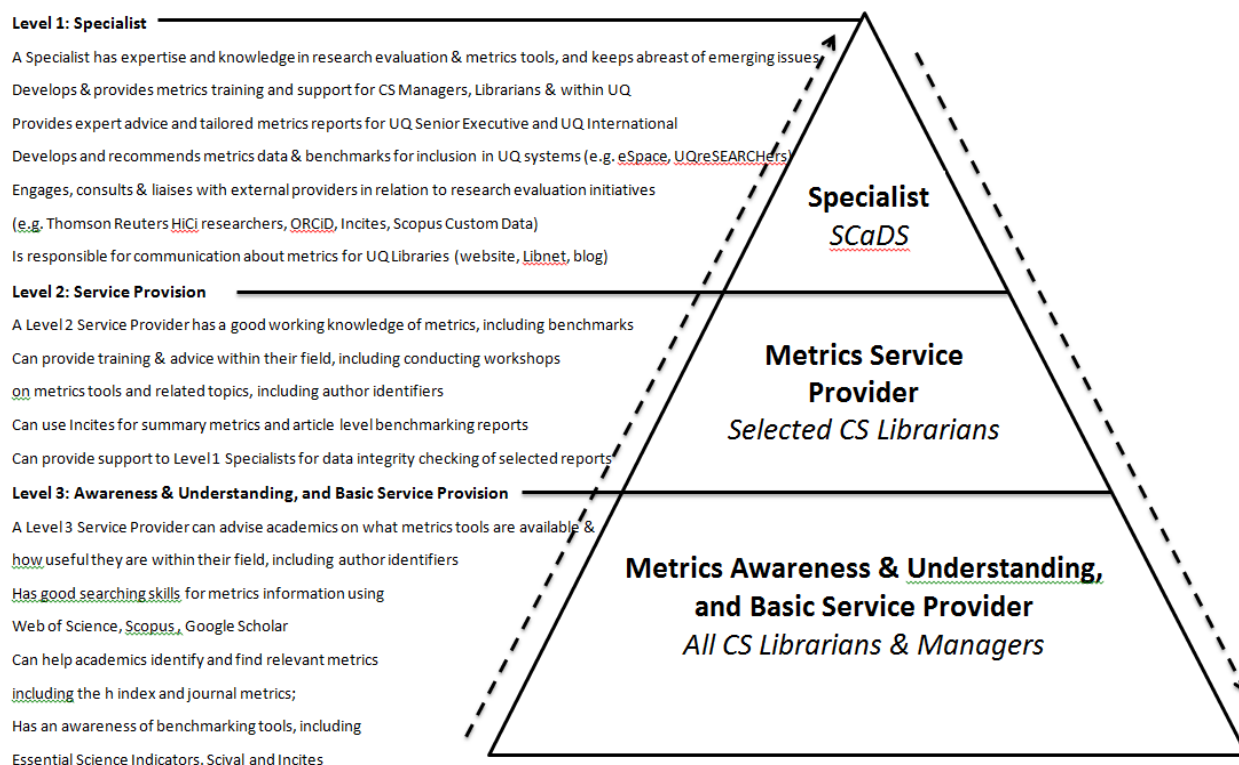 Level 1: Specialist
A Specialist has expertise and knowledge in research evaluation & metrics tools, and keeps abreast of emerging issues
Develops & provides metrics training and support for CS Managers, Librarians & within UQ
Provides expert advice and tailored metrics reports for UQ Senior Executive and UQ International
Develops and recommends metrics data & benchmarks for inclusion in UQ systems (e.g. eSpace, UQreSEARCHers)
Engages, consults & liaises with external providers in relation to research evaluation initiatives
(e.g. Thomson Reuters HiCi researchers, ORCiD, Incites, Scopus Custom Data)
Is responsible for communication about metrics for UQ Libraries (website, Libnet, blog)
Level 2: Service Provision
A Level 2 Service Provider has a good working knowledge of metrics, including benchmarks
Can provide training & advice within their field, including conducting workshops
on metrics tools and related topics, including author identifiers
Can use Incites for summary metrics and article level benchmarking reports
Can provide support to Level 1 Specialists for data integrity checking of selected reports
Level 3: Awareness & Understanding, and Basic Service Provision
A Level 3 Service Provider can advise academics on what metrics tools are available &
how useful they are within their field, including author identifiers
Has good searching skills for metrics information using
Web of Science, Scopus, Google Scholar
Can help academics identify and find relevant metrics
including the h index and journal metrics;
Has an awareness of benchmarking tools, including
Essential Science Indicators, Scival and Incites
Specialist
SCaDS
Metrics Service
Provider
Selected CS Librarians
Metrics Awareness & Understanding,
and Basic Service Provider
All CS Librarians & Managers